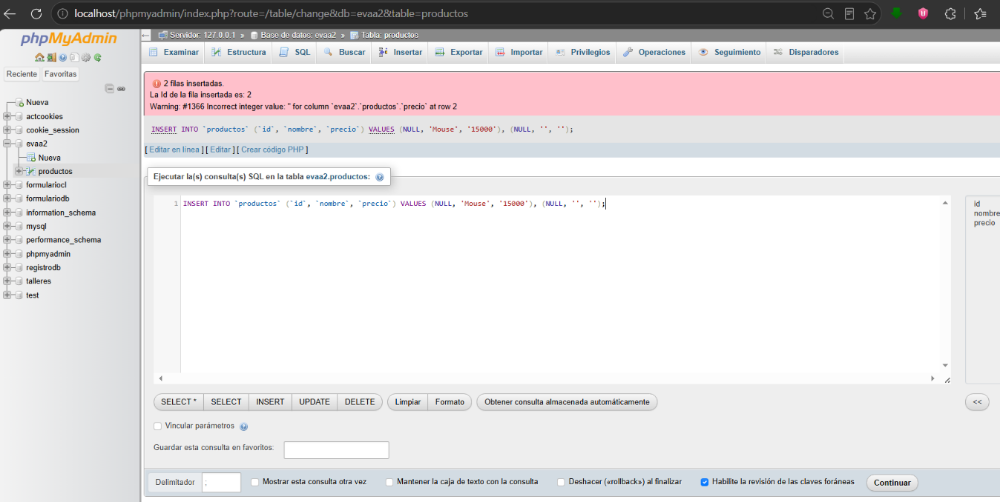 localhost/phpmyadmin/index.php?route=/table/change&db=evaa2&table=productos
phpMyAdmin
Reciente Favoritas
Nueva
actcookies
cookie_session
evaa2
Nueva
productos
formulariocl
formulariodb
information_schema
mysql
performance_schema
phpmyadmin
registrodb
talleres
test
Servidor: 127.0.0.1 » Base de datos: evaa2 » Tabla: productos
Examinar Estructura SQL Buscar Insertar Exportar Importar Privilegios Operaciones Seguimiento Disparadores
2 filas insertadas.
La Id de la fila insertada es: 2
Warning: #1366 Incorrect integer value: '' for column `evaa2`.`productos`.`precio` at row 2
INSERT INTO `productos` (`id`, `nombre`, `precio`) VALUES (NULL, 'Mouse', '15000'), (NULL, '', '');
[ Editar en línea ] [ Editar ] [ Crear código PHP ]
Ejecutar la(s) consulta(s) SQL en la tabla evaa2.productos:
1 INSERT INTO `productos` (`id`, `nombre`, `precio`) VALUES (NULL, 'Mouse', '15000'), (NULL, '', '');
id
nombre
precio
SELECT * SELECT INSERT UPDATE DELETE Limpiar Formato Obtener consulta almacenada automáticamente <<
Vincular parámetros
Guardar esta consulta en favoritos:
Delimitador ; Mostrar esta consulta otra vez Mantener la caja de texto con la consulta Deshacer («rollback») al finalizar Habilite la revisión de las claves foráneas Continuar